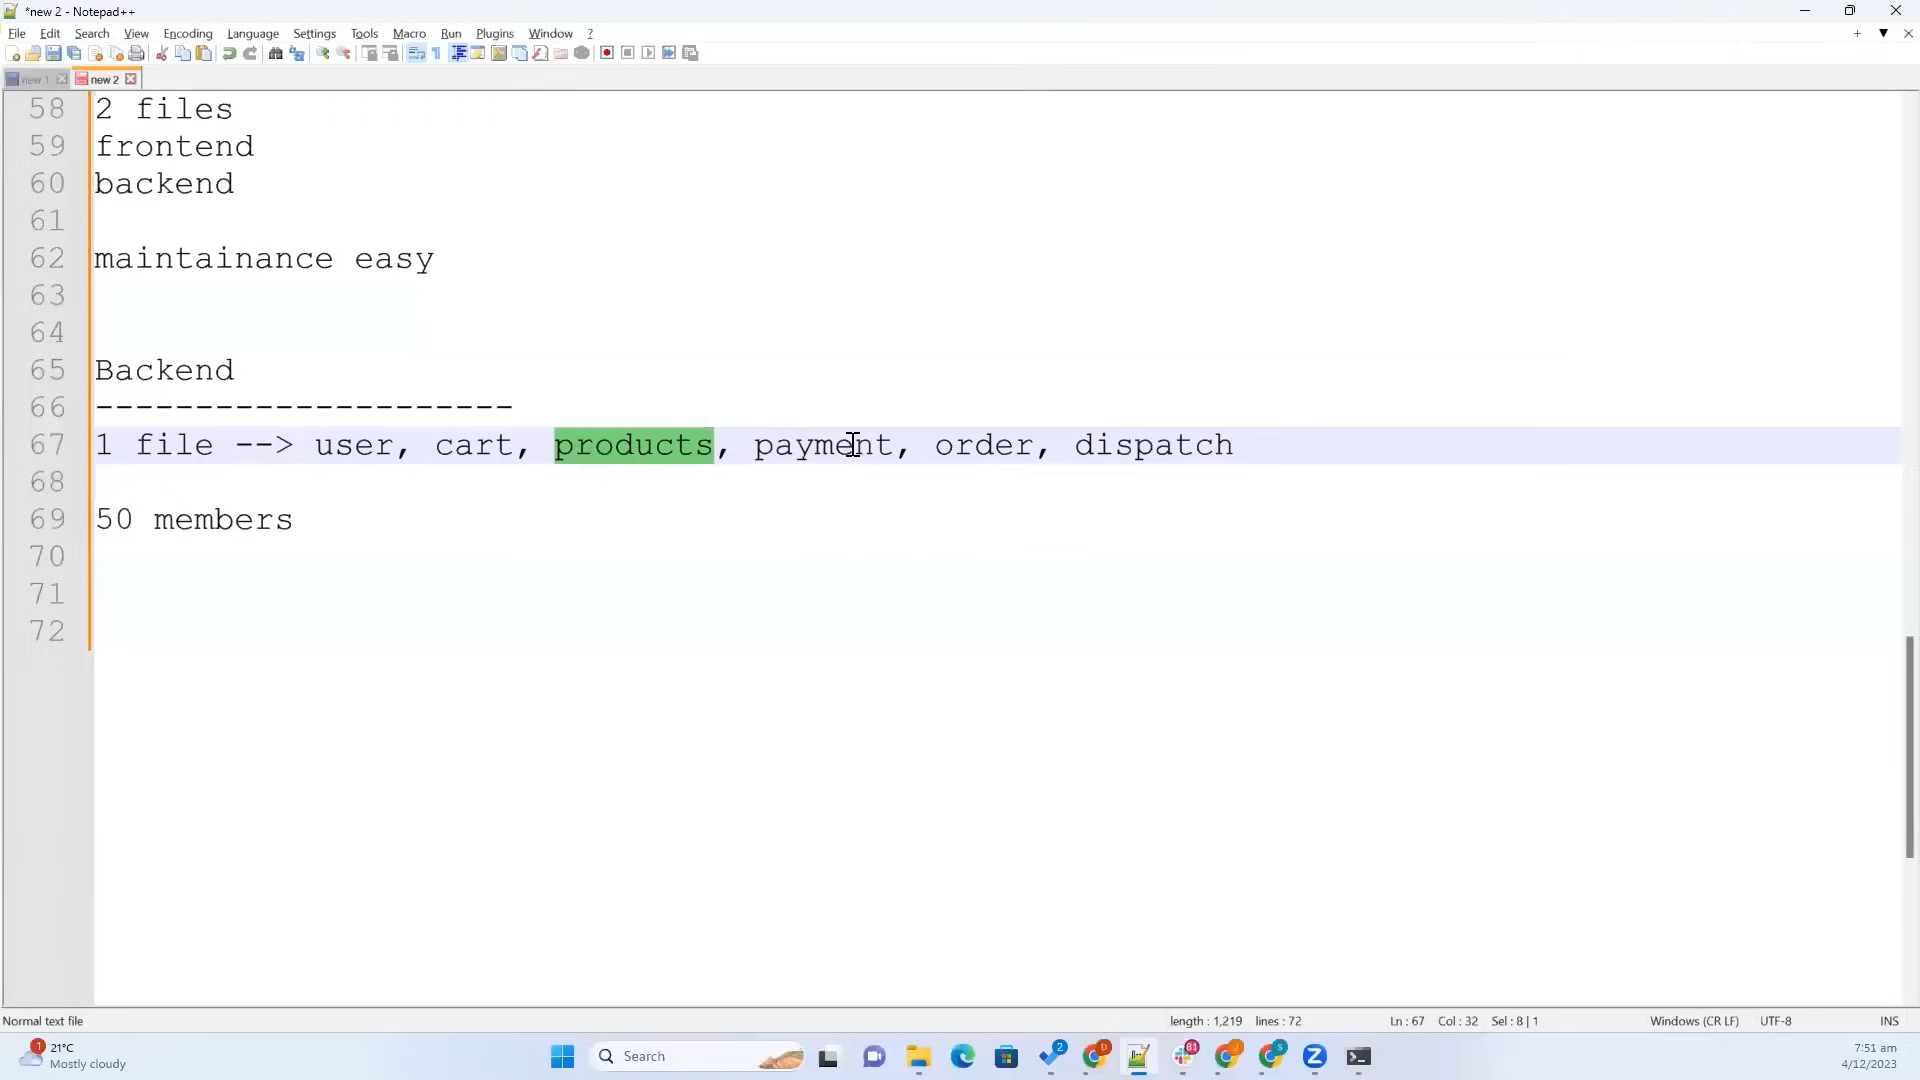 *new 2 - Notepad++
File Edit Search View Encoding Language Settings Tools Macro Run Plugins Window ?
new 1 new 2
58 2 files
59 frontend
60 backend
61
62 maintainance easy
63
64
65 Backend
66 ---------------------
67 1 file --> user, cart, products, payment, order, dispatch
68
69 50 members
70
71
72
Normal text file length : 1,219 lines : 72 Ln : 67 Col : 32 Sel : 8 | 1 Windows (CR LF) UTF-8 INS
1 21°C Search 2 D 81 J S Z 7:51 am
Mostly cloudy 4/12/2023